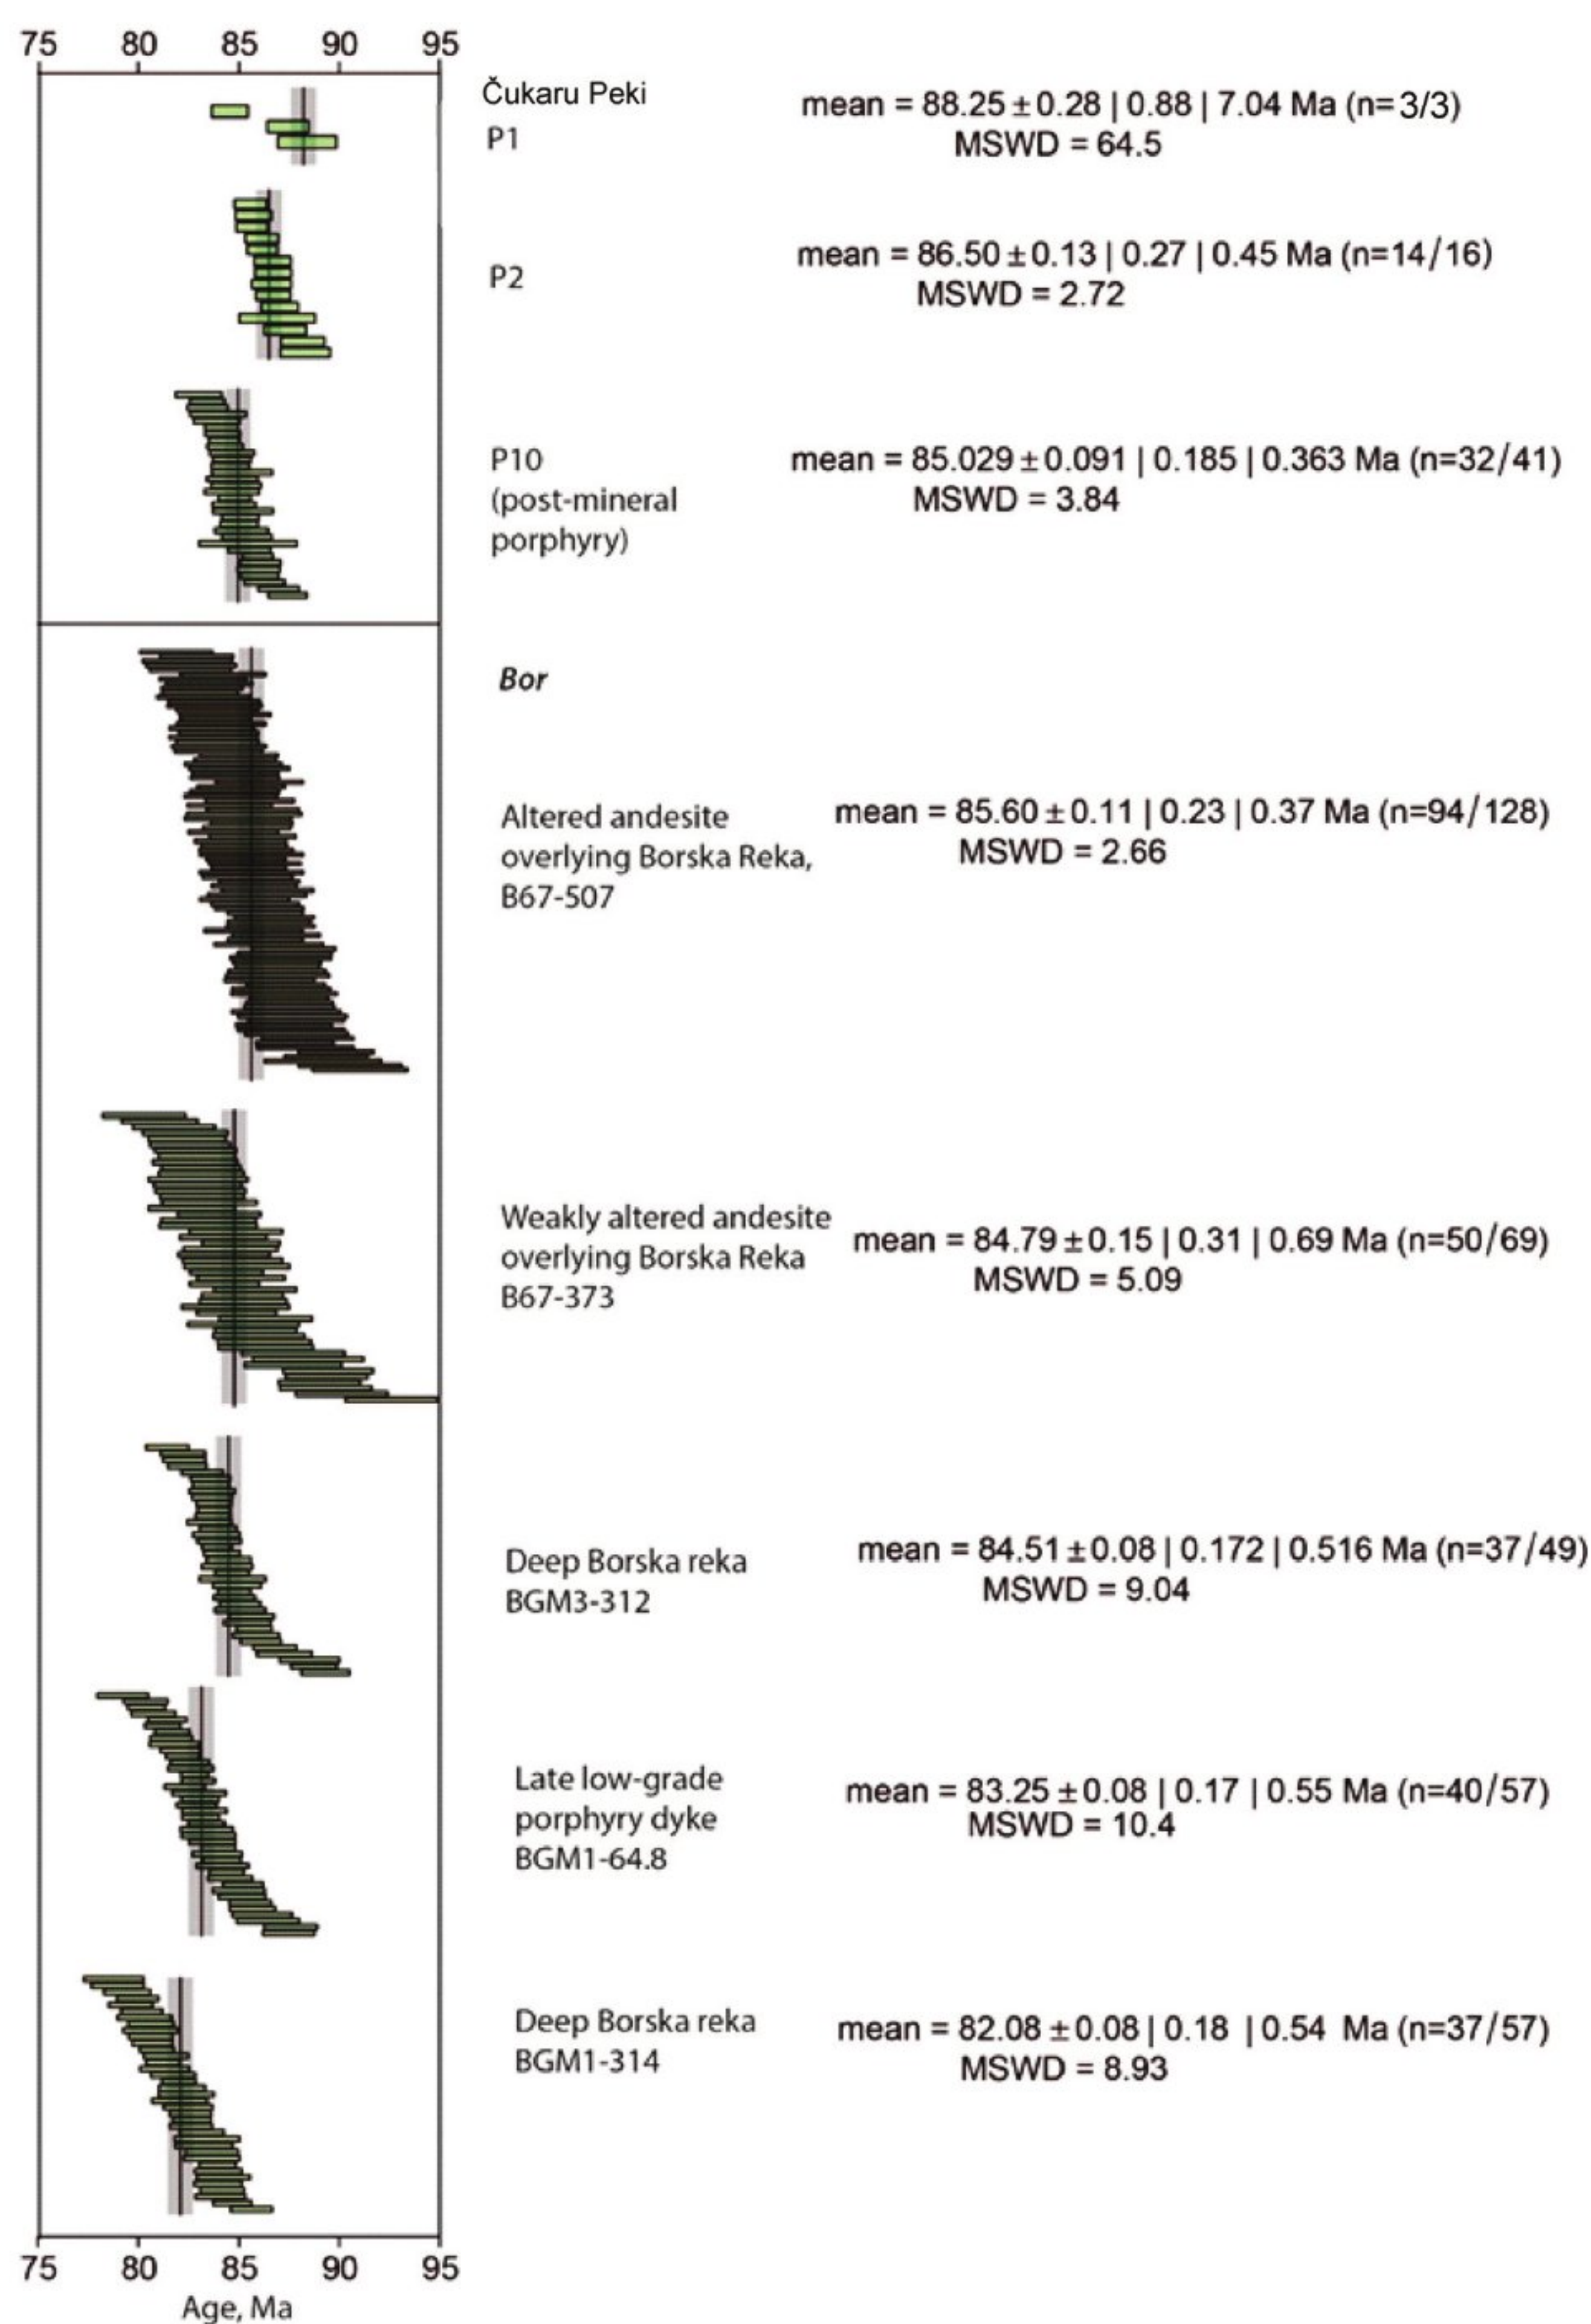 75 80 85 90 95
Čukaru Peki
P1
mean = 88.25 ± 0.28 | 0.88 | 7.04 Ma (n=3/3)
MSWD = 64.5
P2
mean = 86.50 ± 0.13 | 0.27 | 0.45 Ma (n=14/16)
MSWD = 2.72
P10
(post-mineral
porphyry)
mean = 85.029 ± 0.091 | 0.185 | 0.363 Ma (n=32/41)
MSWD = 3.84
Bor
Altered andesite
overlying Borska Reka,
B67-507
mean = 85.60 ± 0.11 | 0.23 | 0.37 Ma (n=94/128)
MSWD = 2.66
Weakly altered andesite
overlying Borska Reka
B67-373
mean = 84.79 ± 0.15 | 0.31 | 0.69 Ma (n=50/69)
MSWD = 5.09
Deep Borska reka
BGM3-312
mean = 84.51 ± 0.08 | 0.172 | 0.516 Ma (n=37/49)
MSWD = 9.04
Late low-grade
porphyry dyke
BGM1-64.8
mean = 83.25 ± 0.08 | 0.17 | 0.55 Ma (n=40/57)
MSWD = 10.4
Deep Borska reka
BGM1-314
mean = 82.08 ± 0.08 | 0.18 | 0.54 Ma (n=37/57)
MSWD = 8.93
75 80 85 90 95
Age, Ma